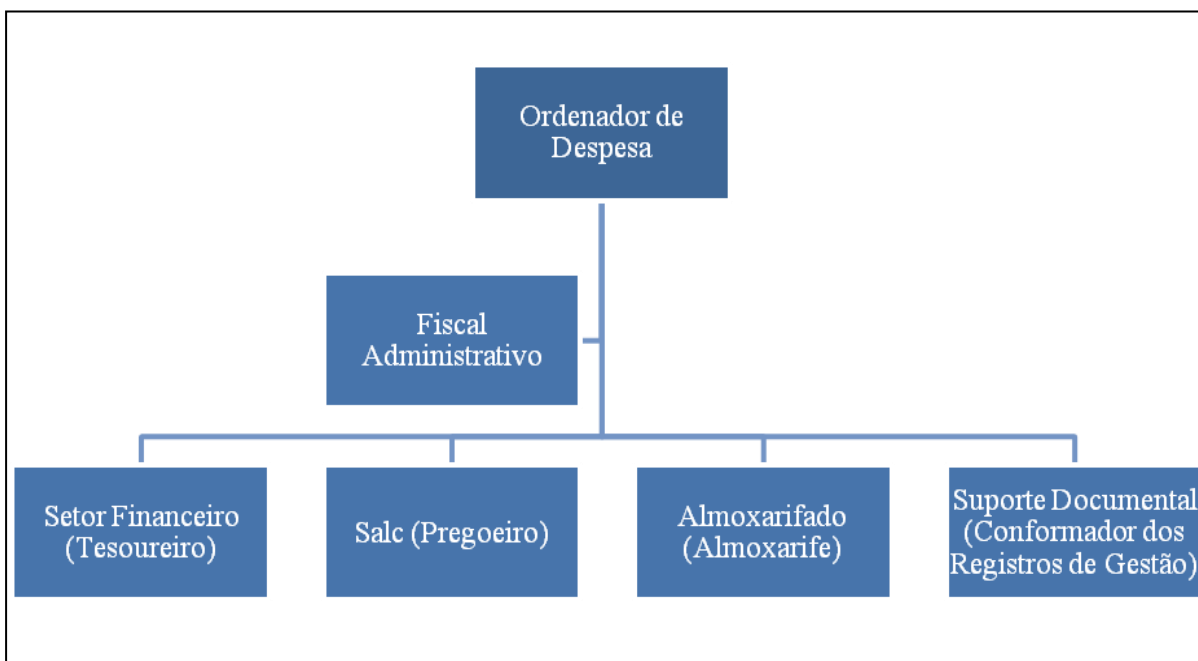 Ordenador de
Despesa
Fiscal
Administrativo
Setor Financeiro
(Tesoureiro)
Salc (Pregoeiro)
Almoxarifado
(Almoxarife)
Suporte Documental
(Conformador dos
Registros de Gestão)